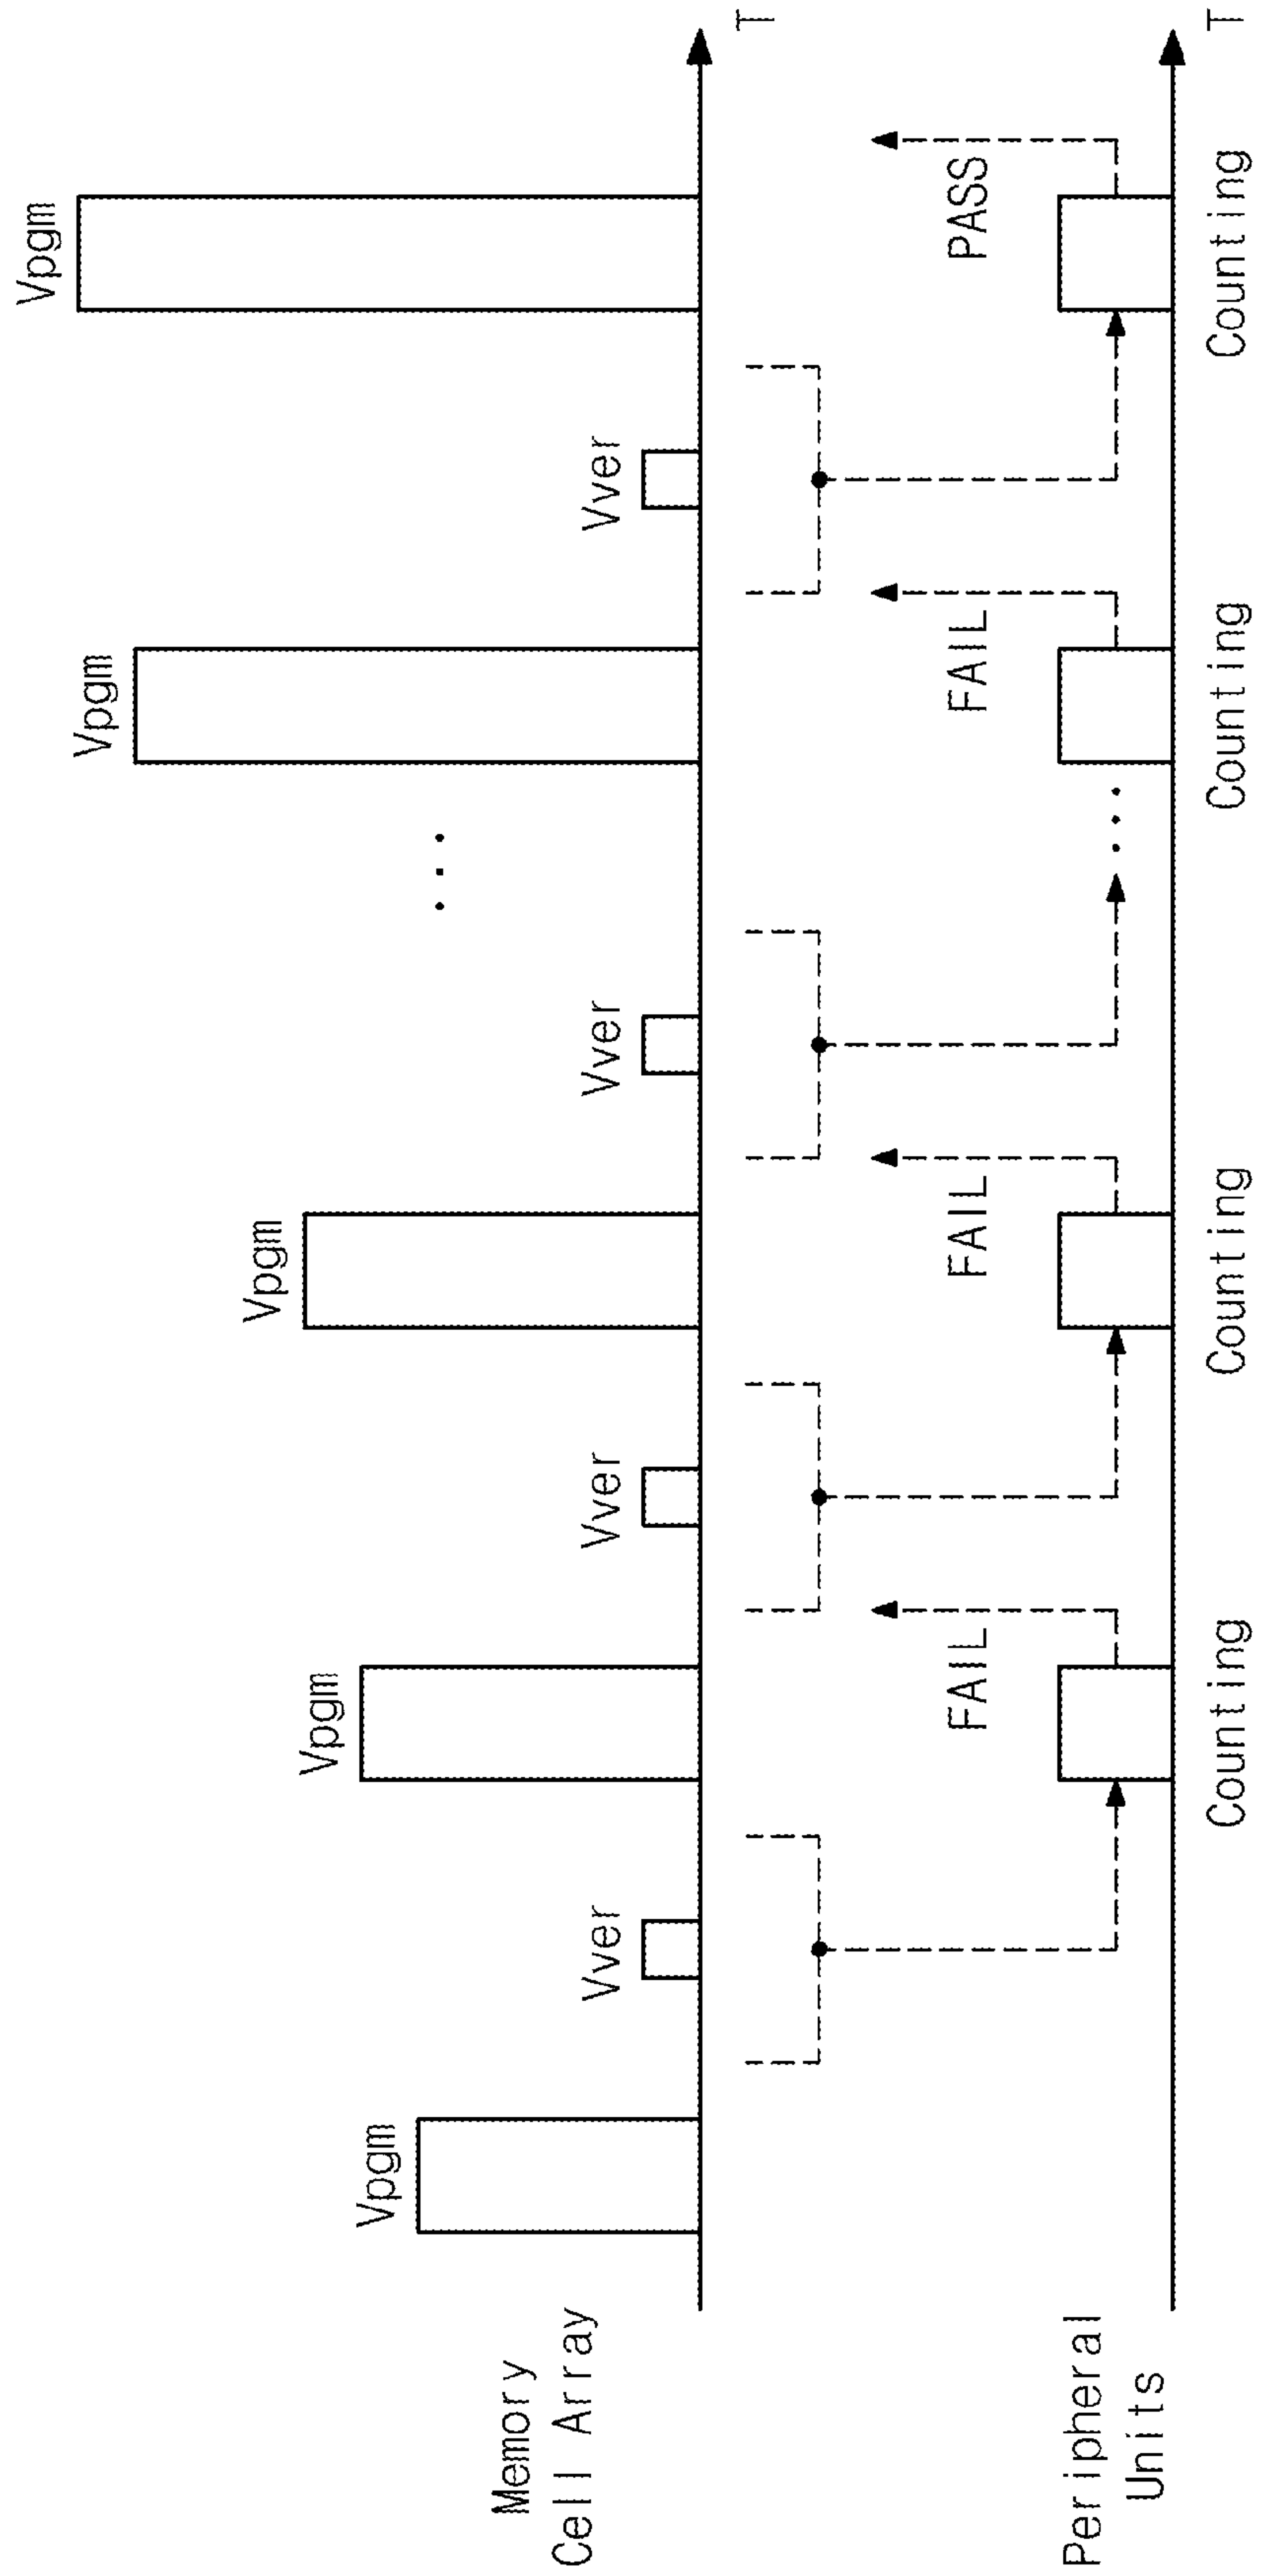 Memory
Cell Array
Vpgm
Vver
Vpgm
Vver
Vpgm
Vver
...
Vpgm
Vver
Vpgm
T
FAIL
FAIL
FAIL
PASS
Peripheral
Units
...
T
Counting
Counting
Counting
Counting